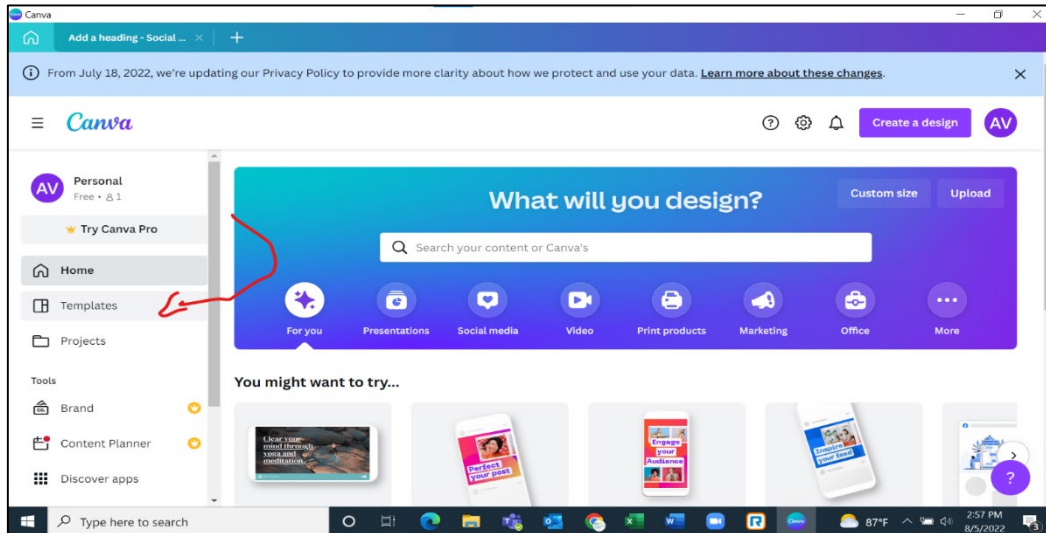 Canva
Add a heading - Social ...
From July 18, 2022, we're updating our Privacy Policy to provide more clarity about how we protect and use your data. Learn more about these changes.
Canva
Create a design
AV
AV
Personal
Free • 1
Try Canva Pro
Home
Templates
Projects
Tools
Brand
Content Planner
Discover apps
What will you design?
Custom size
Upload
Search your content or Canva's
For you
Presentations
Social media
Video
Print products
Marketing
Office
More
You might want to try...
Clear your
mind through
yoga and
meditation.
Perfect
your post
Engage
your
Audience
Inspire
your feed
?
Type here to search
87°F
2:57 PM
8/5/2022
3